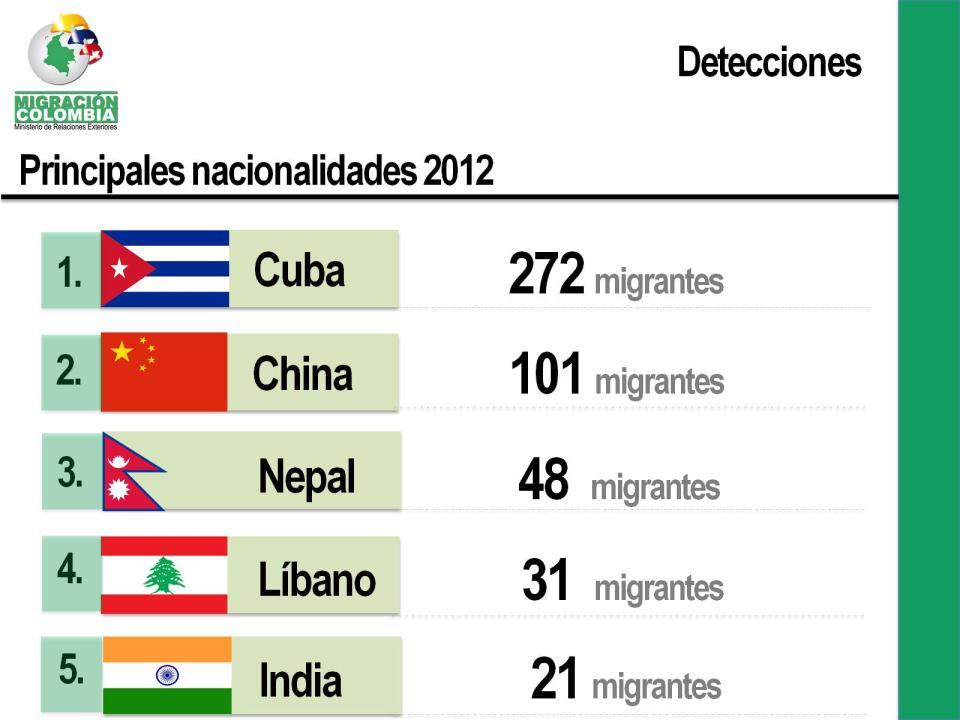 MIGRACIÓN
COLOMBIA
Ministerio de Relaciones Exteriores
Detecciones
Principales nacionalidades 2012
1. Cuba 272 migrantes
2. China 101 migrantes
3. Nepal 48 migrantes
4. Líbano 31 migrantes
5. India 21 migrantes